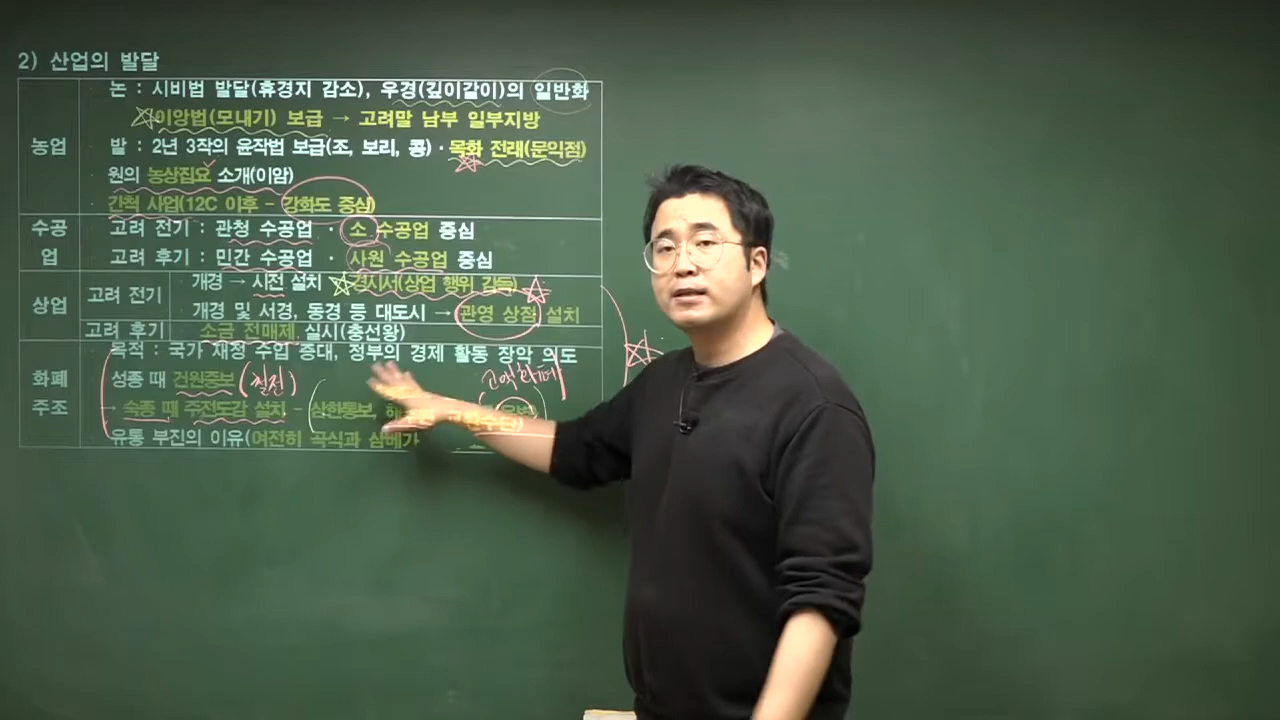 2) 산업의 발달
농업
논 : 시비법 발달(휴경지 감소), 우경(깊이갈이)의 일반화
이앙법(모내기) 보급 → 고려말 남부 일부지방
밭 : 2년 3작의 윤작법 보급(조, 보리, 콩)·목화 전래(문익점)
원의 농상집요 소개(이암)
간척 사업(12C 이후 - 강화도 중심)
수공업
고려 전기 : 관청 수공업 · 소 수공업 중심
고려 후기 : 민간 수공업 · 사원 수공업 중심
상업
고려 전기
개경 → 시전 설치 경시서(상업 행위 감독)
개경 및 서경, 동경 등 대도시 → 관영 상점 설치
고려 후기
소금 전매제 실시(충선왕)
화폐
주조
목적 : 국가 재정 수입 증대, 정부의 경제 활동 장악 의도
성종 때 건원중보 (철전) 고액화폐
→ 숙종 때 주전도감 설치 - (삼한통보,
유통 부진의 이유(여전히 곡식과 삼베가